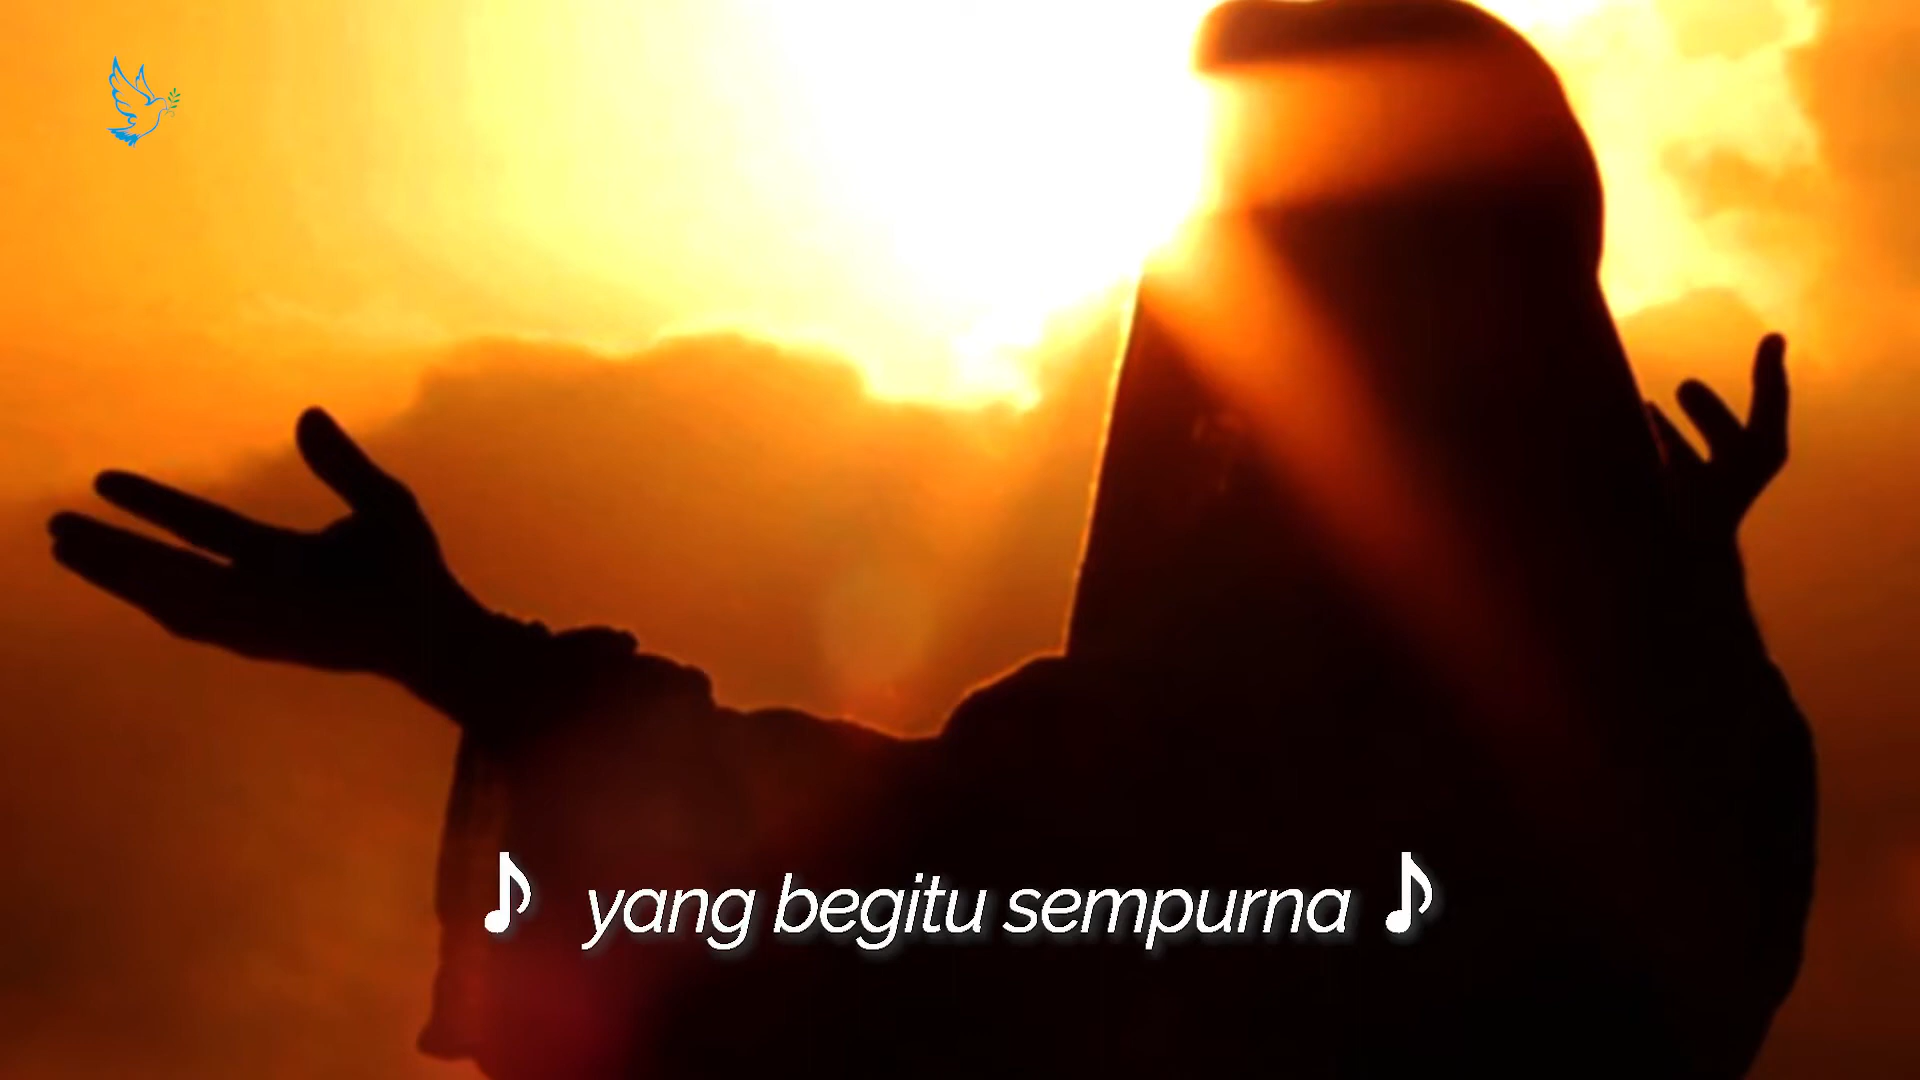 ♪ yang begitu sempurna ♪